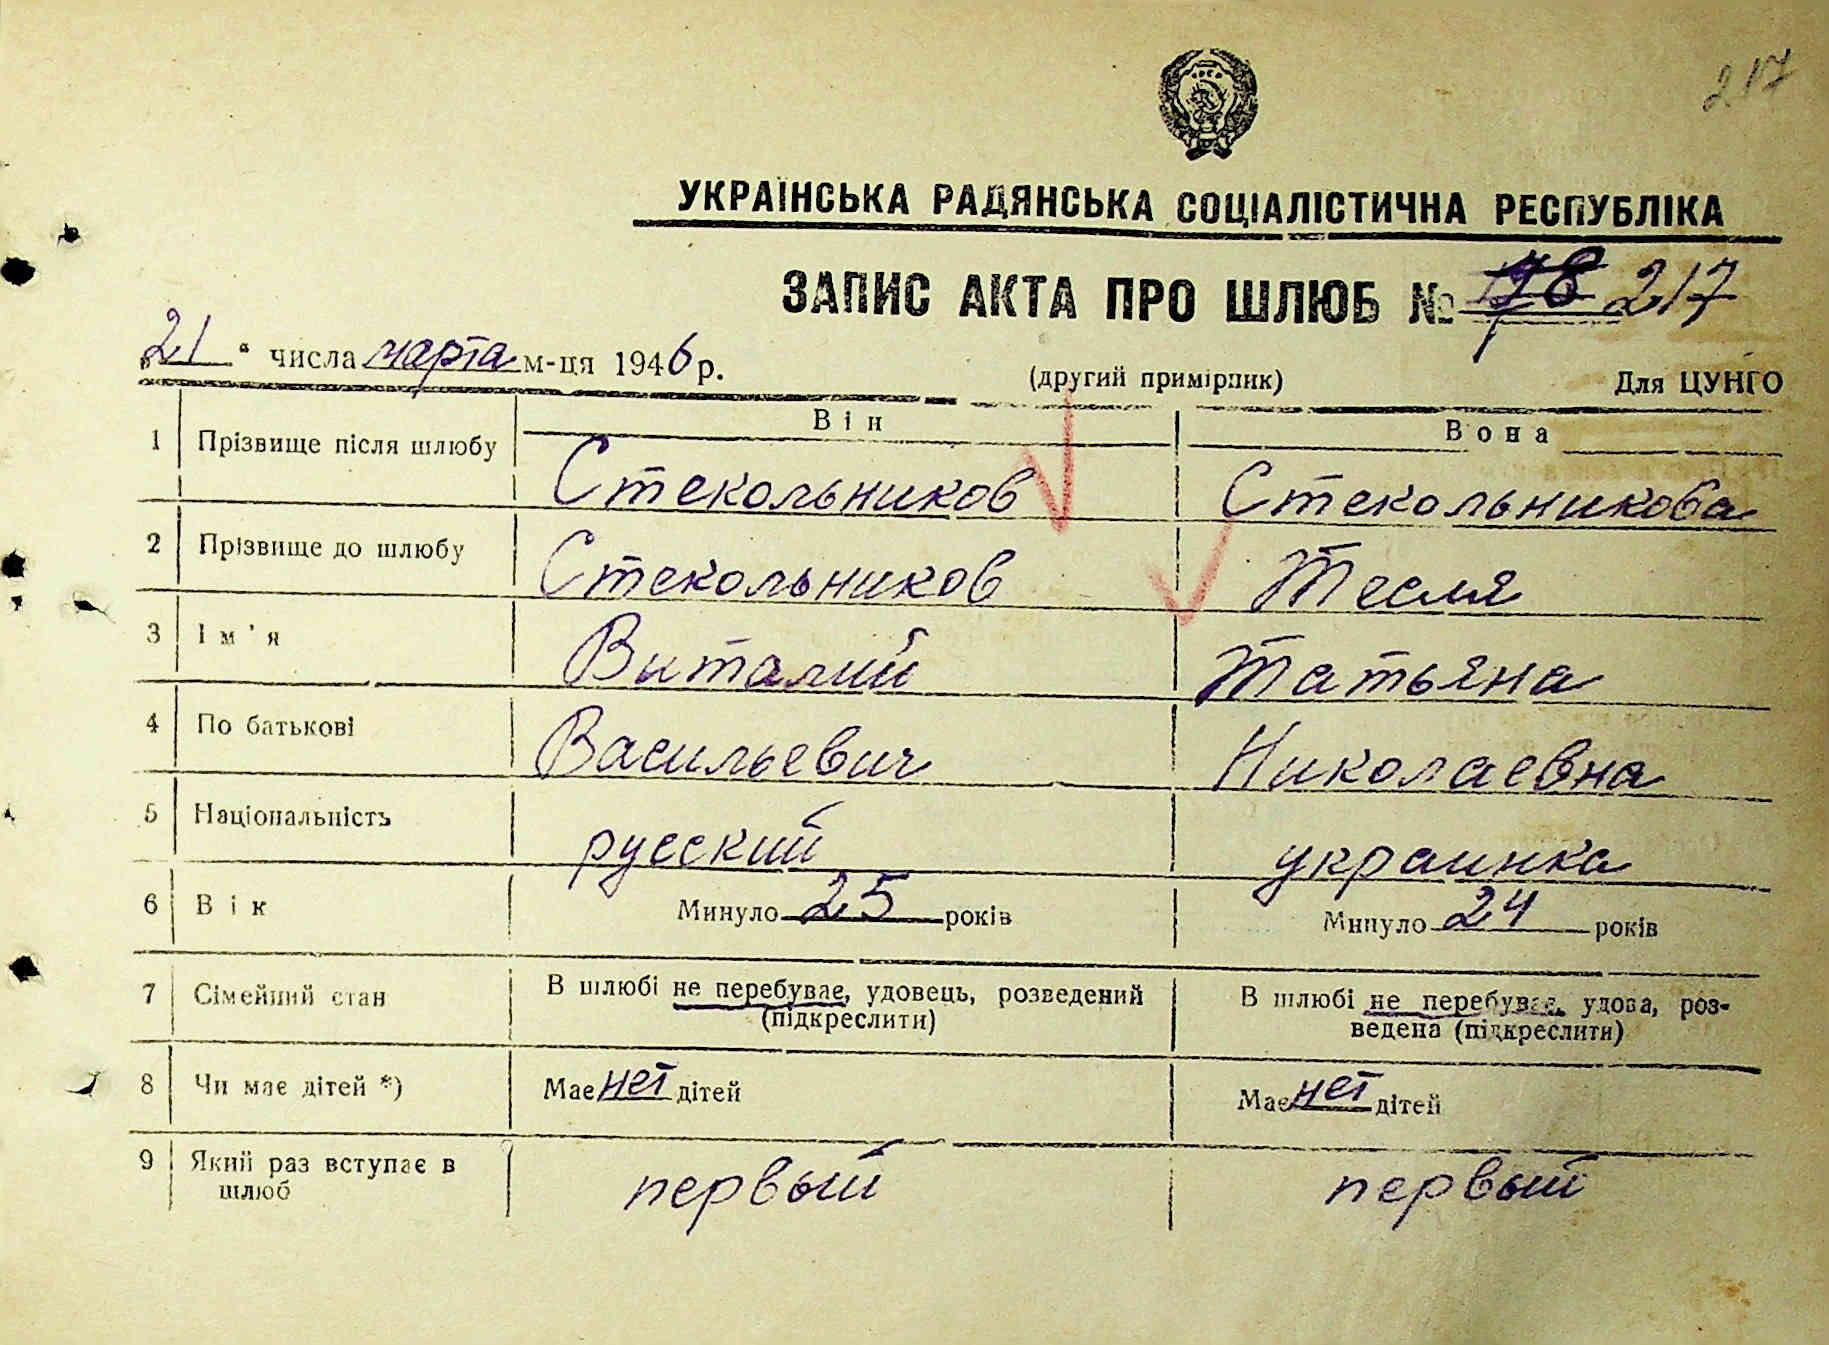 217
УКРАЇНСЬКА РАДЯНСЬКА СОЦІАЛІСТИЧНА РЕСПУБЛІКА
ЗАПИС АКТА ПРО ШЛЮБ № 178 217
„21“ числа марта м-ця 1946 р.
(другий примірник) Для ЦУНГО
Він Вона
1 Прізвище після шлюбу Стекольников Стекольникова
2 Прізвище до шлюбу Стекольников Тесля
3 Ім'я Виталий Татьяна
4 По батькові Васильевич Николаевна
5 Національність русский украинка
6 Вік Минуло 25 років Минуло 24 років
7 Сімейний стан В шлюбі не перебуває, удовець, розведений В шлюбі не перебуває, удова, роз-
(підкреслити) ведена (підкреслити)
8 Чи має дітей *) Має нет дітей Має нет дітей
9 Який раз вступає в первый первый
шлюб